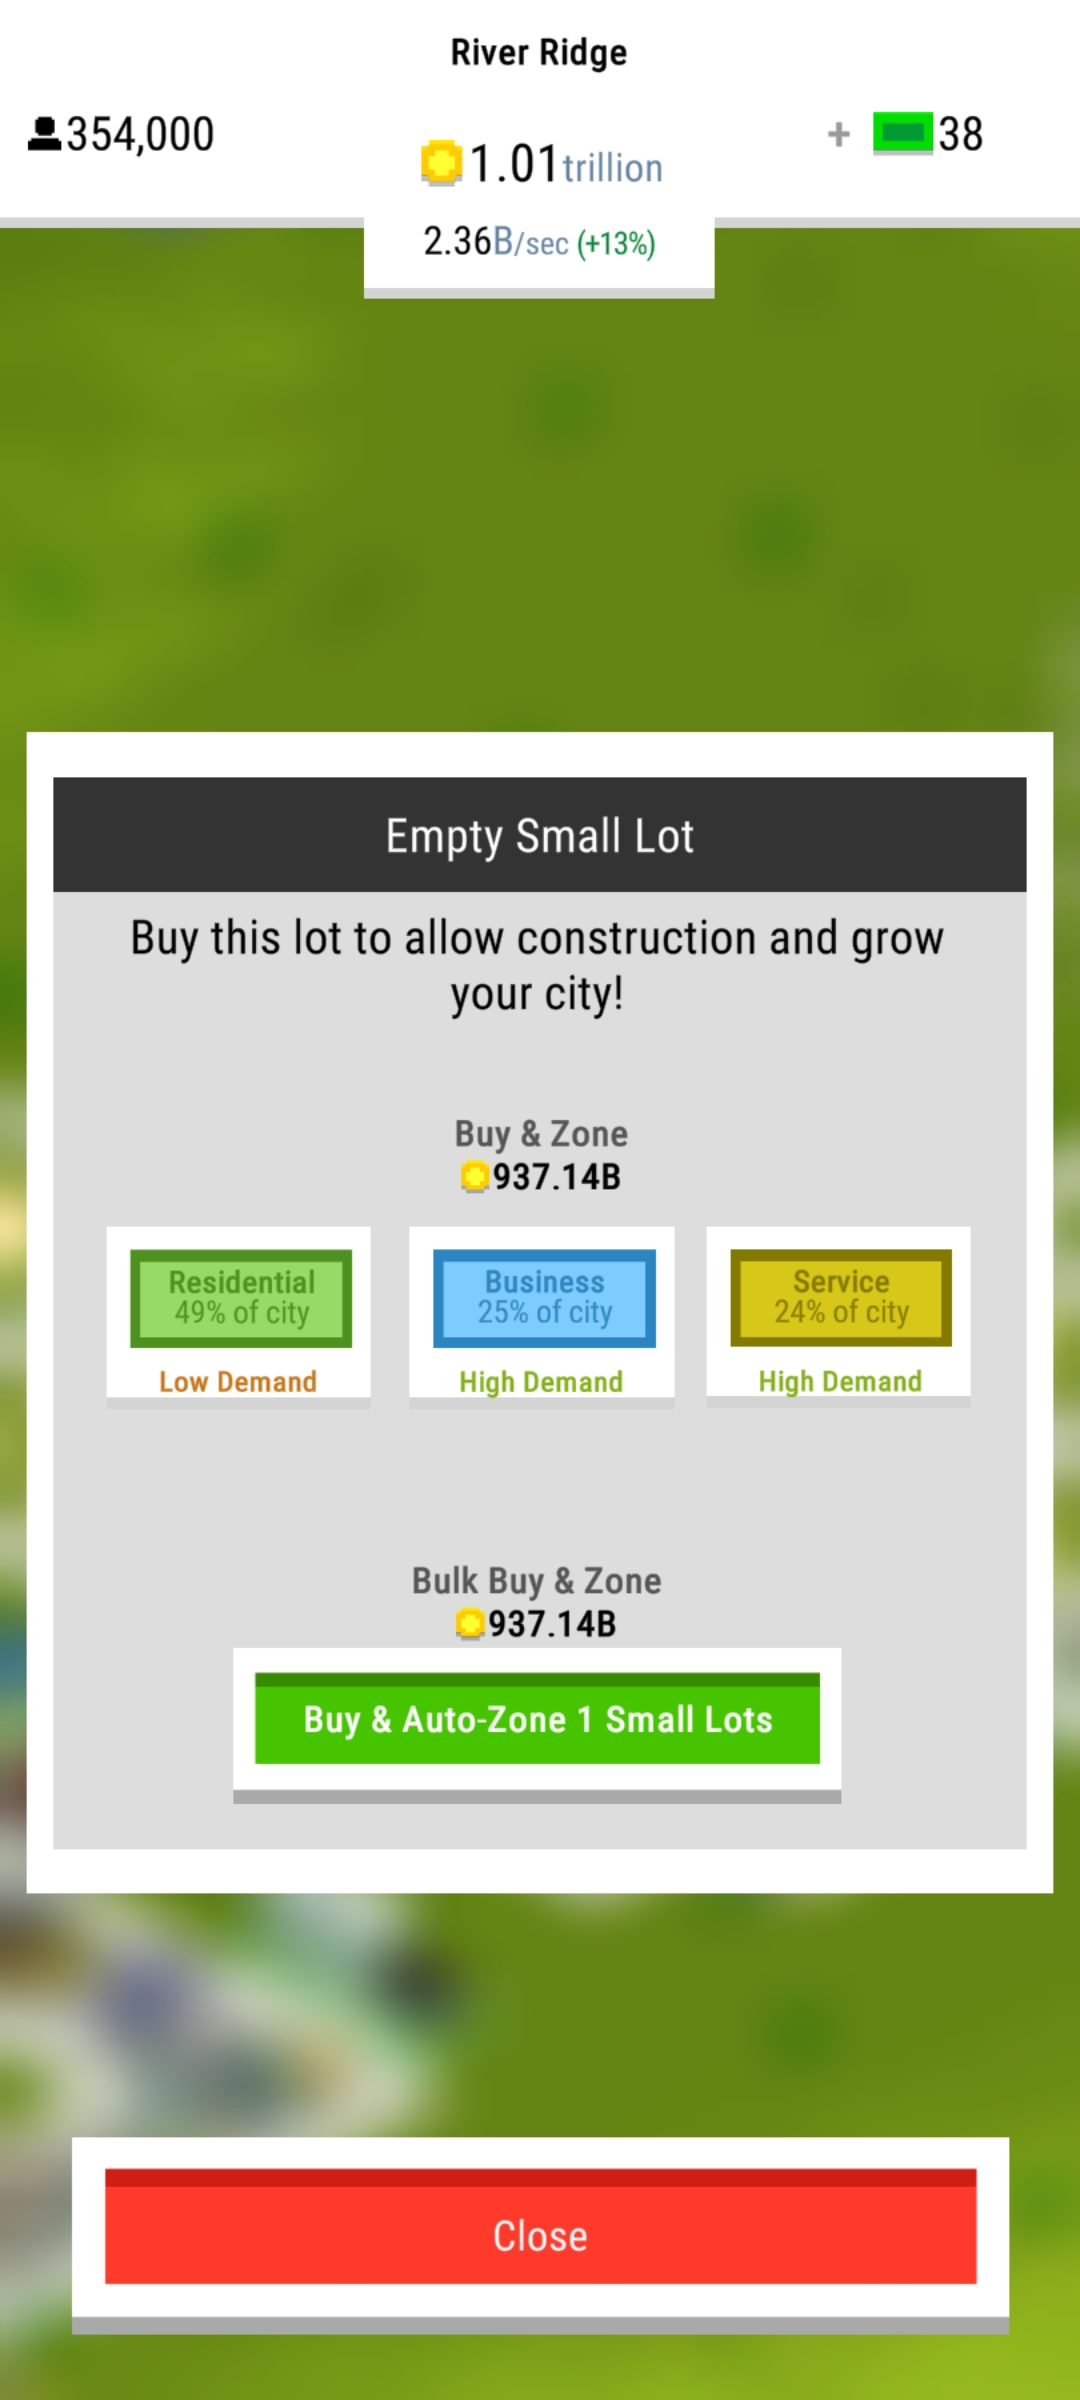 River Ridge
354,000
1.01trillion
+ 38
2.36B/sec (+13%)
Empty Small Lot
Buy this lot to allow construction and grow
your city!
Buy & Zone
937.14B
Residential
49% of city
Low Demand
Business
25% of city
High Demand
Service
24% of city
High Demand
Bulk Buy & Zone
937.14B
Buy & Auto-Zone 1 Small Lots
Close